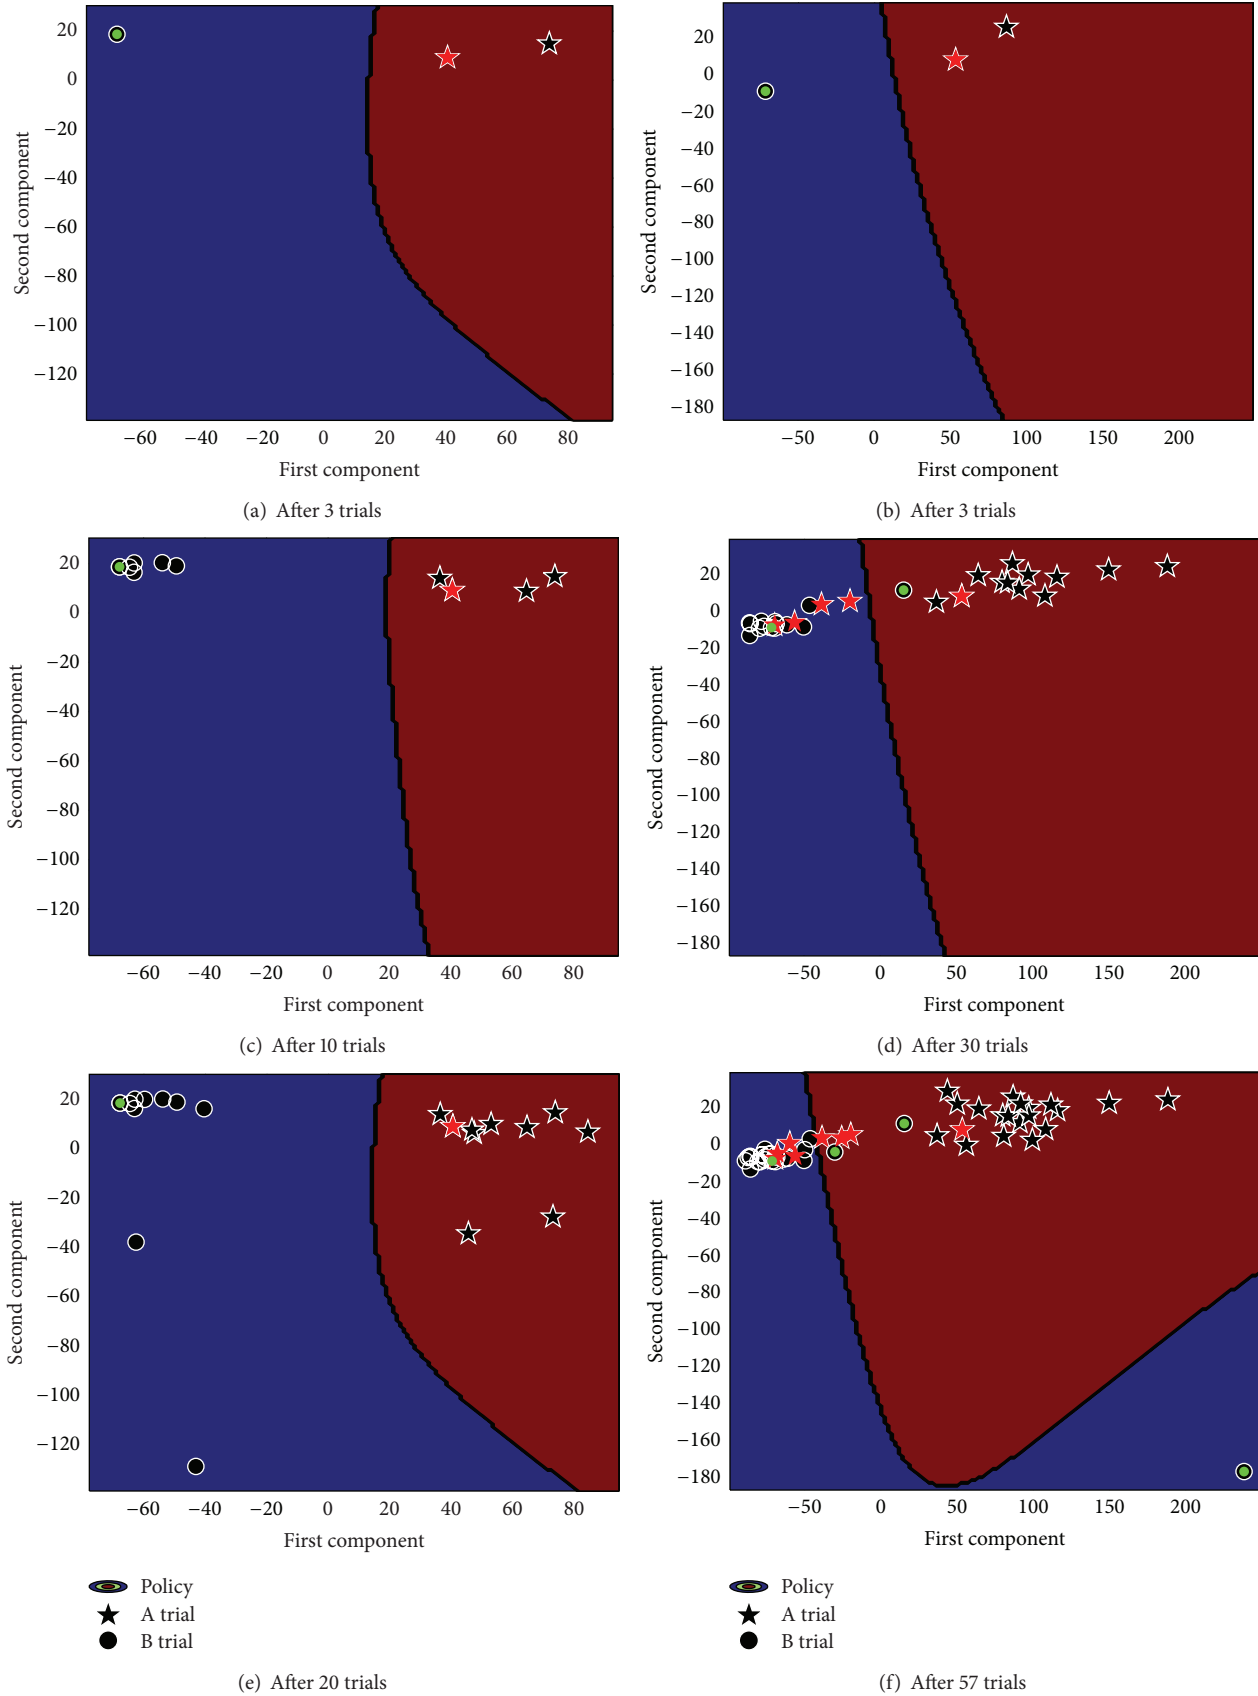 20
0
−20
−40
−60
−80
−100
−120
Second component
−60 −40 −20 0 20 40 60 80
First component
(a) After 3 trials
20
0
−20
−40
−60
−80
−100
−120
−140
−160
−180
Second component
−50 0 50 100 150 200
First component
(b) After 3 trials
20
0
−20
−40
−60
−80
−100
−120
Second component
−60 −40 −20 0 20 40 60 80
First component
(c) After 10 trials
20
0
−20
−40
−60
−80
−100
−120
−140
−160
−180
Second component
−50 0 50 100 150 200
First component
(d) After 30 trials
20
0
−20
−40
−60
−80
−100
−120
Second component
−60 −40 −20 0 20 40 60 80
First component
Policy
A trial
B trial
(e) After 20 trials
20
0
−20
−40
−60
−80
−100
−120
−140
−160
−180
Second component
−50 0 50 100 150 200
First component
Policy
A trial
B trial
(f) After 57 trials